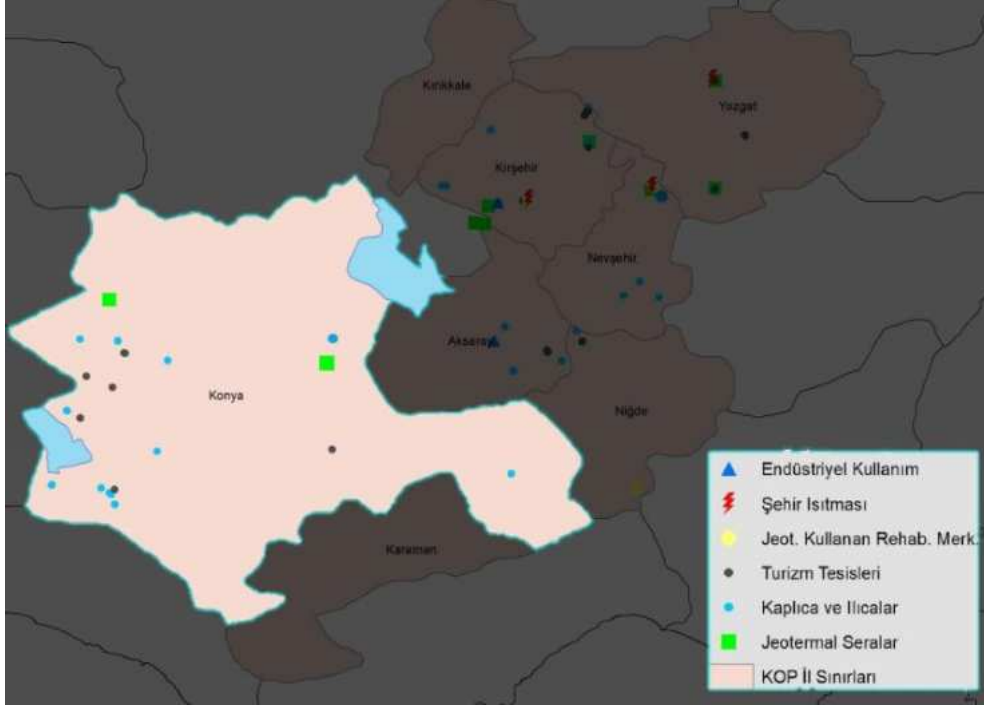 Kırıkkale
Yozgat
Kırşehir
Nevşehir
Aksaray
Konya
Niğde
Karaman
Endüstriyel Kullanım
Şehir Isıtması
Jeot. Kullanan Rehab. Merk.
Turizm Tesisleri
Kaplıca ve Ilıcalar
Jeotermal Seralar
KOP İl Sınırları